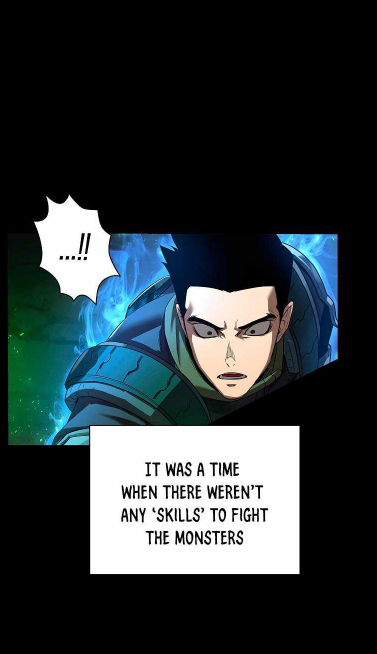 .....!!
IT WAS A TIME
WHEN THERE WEREN'T
ANY ‘SKILLS’ TO FIGHT
THE MONSTERS